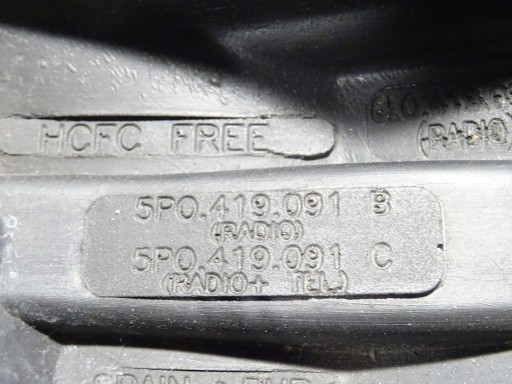 HCFC FREE
(RADIO)
5P0.419.091 B
(RADIO)
5P0.419.091 C
(RADIO+ TEL.)